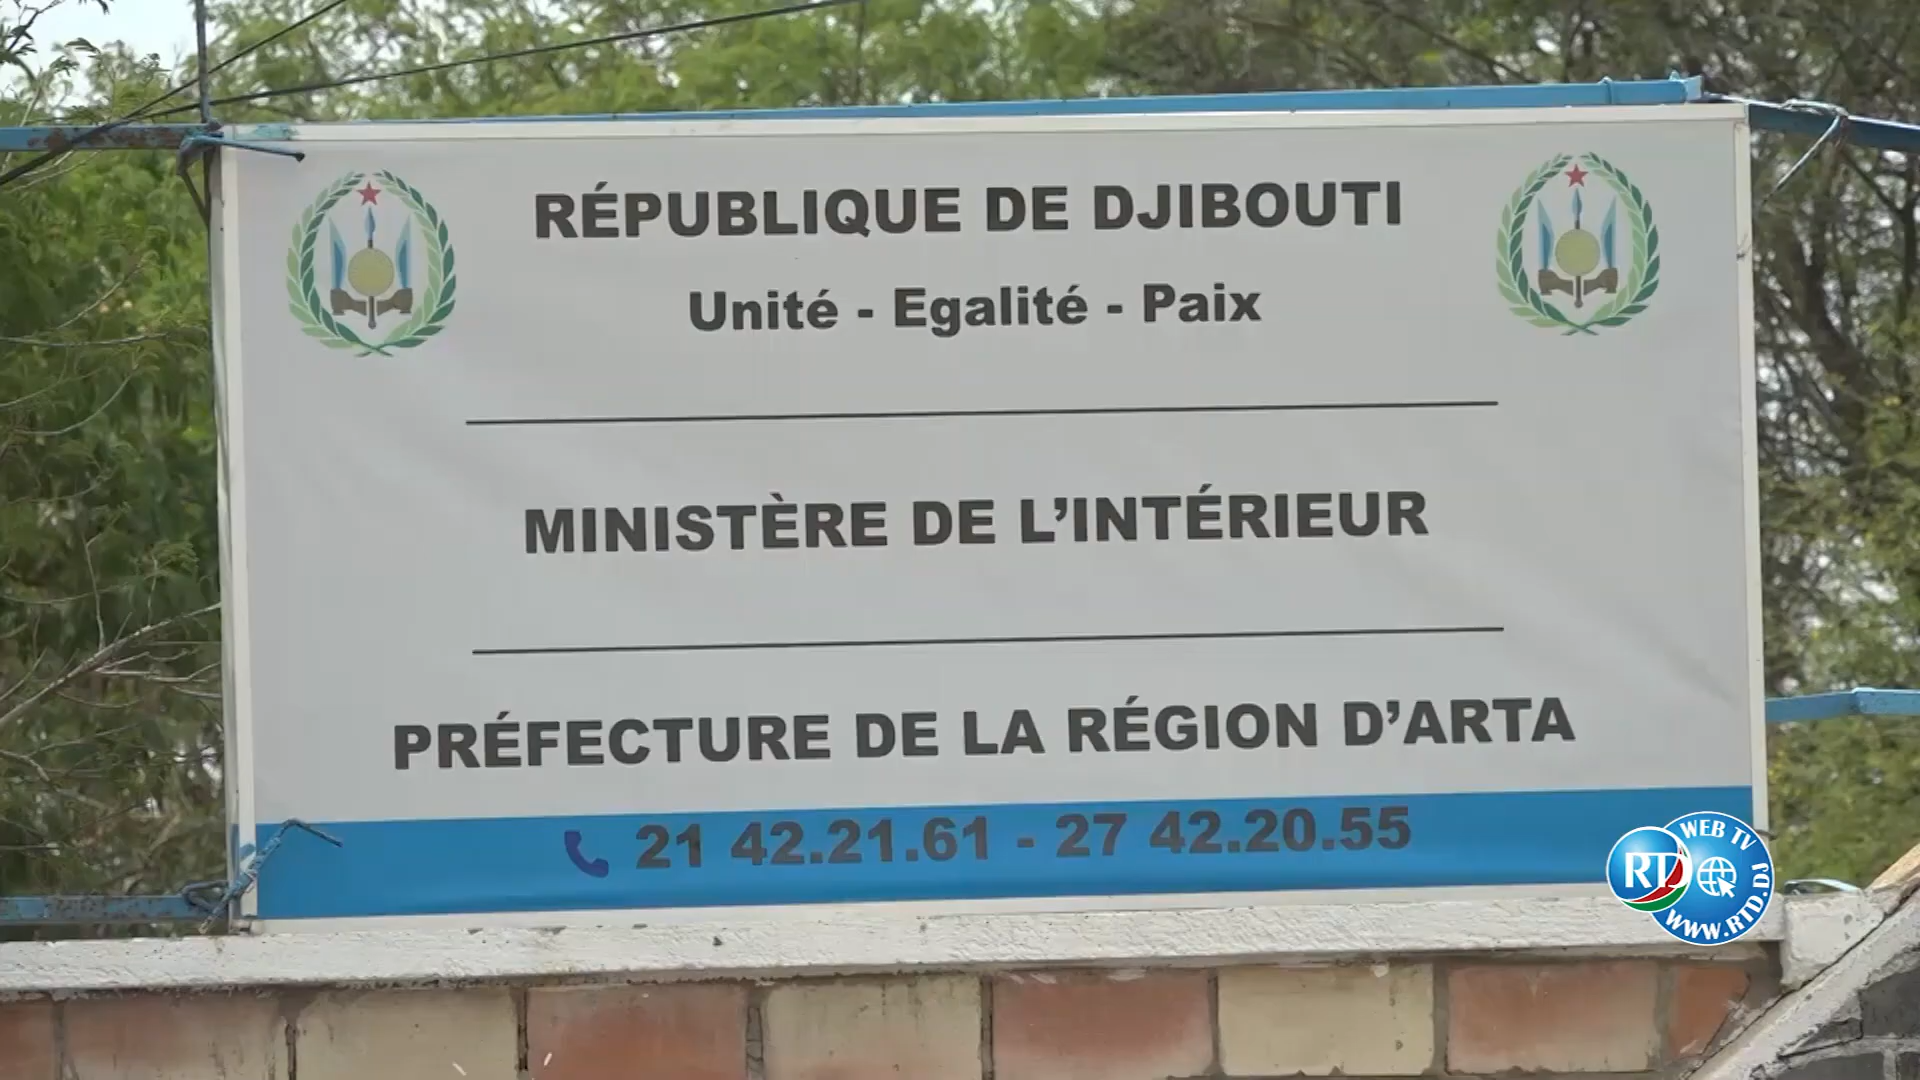 RÉPUBLIQUE DE DJIBOUTI
Unité - Egalité - Paix
MINISTÈRE DE L’INTÉRIEUR
PRÉFECTURE DE LA RÉGION D’ARTA
21 42.21.61 - 27 42.20.55
RTD
WEB TV
WWW.RTD.DJ